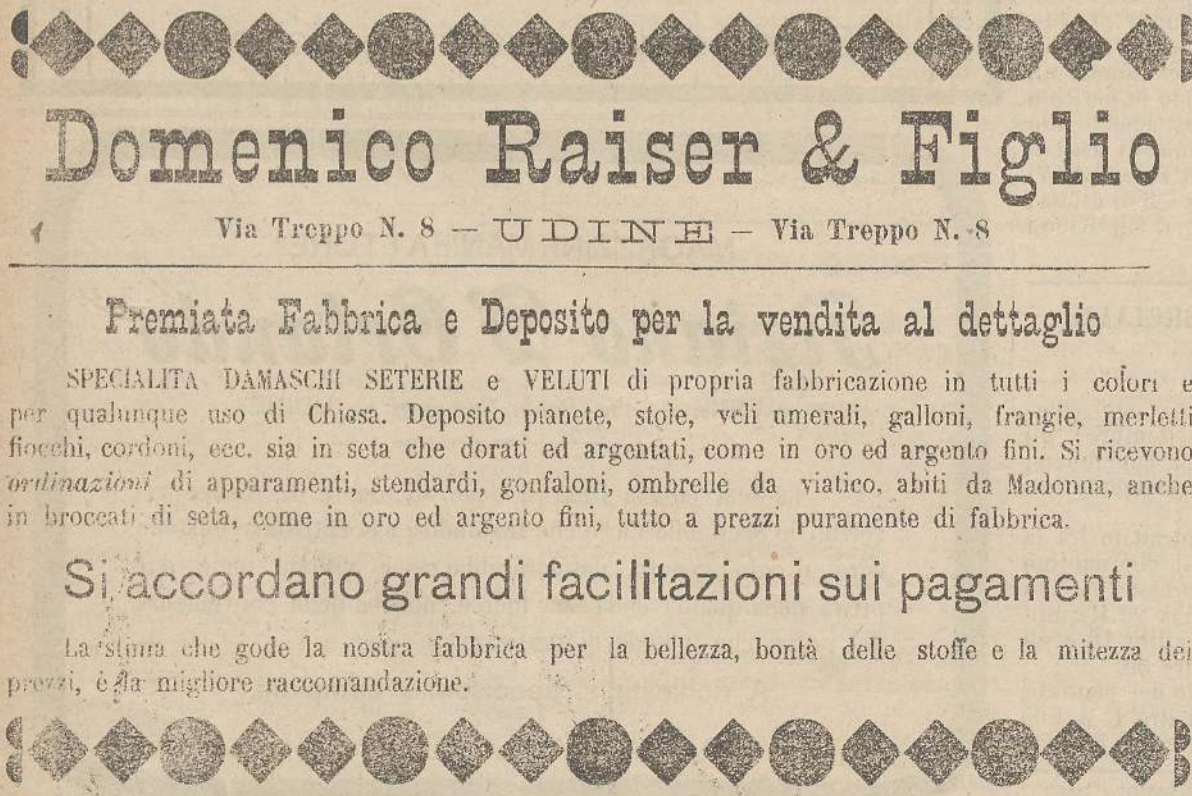 Domenico Raiser & Figlio
Via Treppo N. 8 — UDINE — Via Treppo N. 8
Premiata Fabbrica e Deposito per la vendita al dettaglio
SPECIALITA DAMASCHI SETERIE e VELUTI di propria fabbricazione in tutti i colori e
per qualunque uso di Chiesa. Deposito pianete, stole, veli umerali, galloni, frangie, merletti
fiocchi, cordoni, ecc. sia in seta che dorati ed argentati, come in oro ed argento fini. Si ricevono
ordinazioni di apparamenti, stendardi, gonfaloni, ombrelle da viatico, abiti da Madonna, anche
in broccati di seta, come in oro ed argento fini, tutto a prezzi puramente di fabbrica.
Si accordano grandi facilitazioni sui pagamenti
La stima che gode la nostra fabbrica per la bellezza, bontà delle stoffe e la mitezza dei
prezzi, è la migliore raccomandazione.